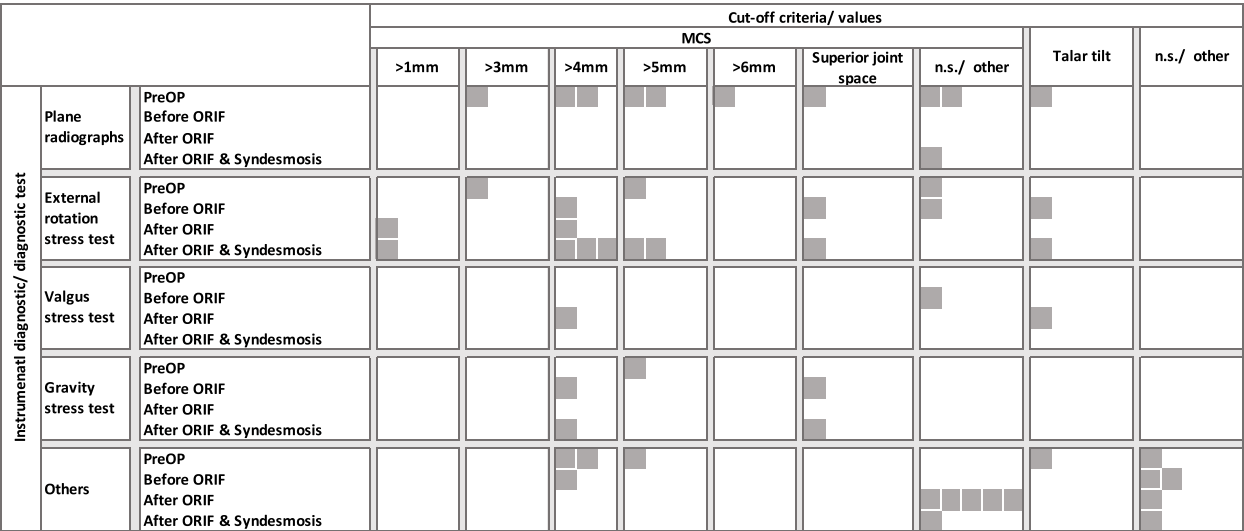 Cut-off criteria/ values
MCS
>1mm
>3mm
>4mm
>5mm
>6mm
Superior joint
space
n.s./ other
Talar tilt
n.s./ other
Instrumenatl diagnostic/ diagnostic test
Plane
radiographs
PreOP
Before ORIF
After ORIF
After ORIF & Syndesmosis
External
rotation
stress test
PreOP
Before ORIF
After ORIF
After ORIF & Syndesmosis
Valgus
stress test
PreOP
Before ORIF
After ORIF
After ORIF & Syndesmosis
Gravity
stress test
PreOP
Before ORIF
After ORIF
After ORIF & Syndesmosis
Others
PreOP
Before ORIF
After ORIF
After ORIF & Syndesmosis